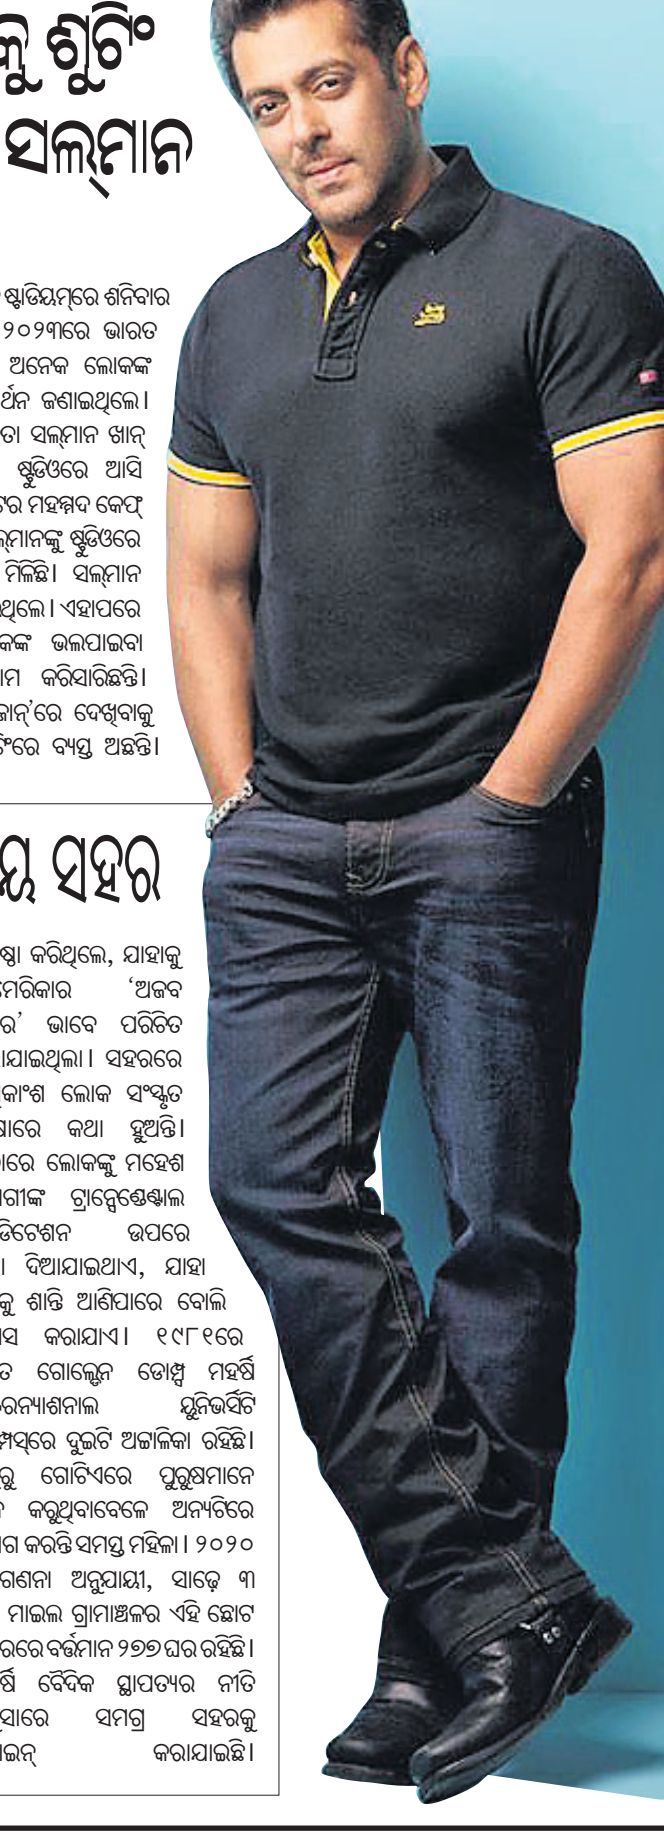 କୁ ଶୁଟିଂ
ସଲ୍‌ମାନ
ଷ୍ଟାଡିୟମ୍‌ରେ ଶନିବାର
୨୦୨୩ରେ ଭାରତ
ଅନେକ ଲୋକଙ୍କ
ର୍ଥନ ଜଣାଇଥିଲେ।
ତା ସଲ୍‌ମାନ ଖାନ୍
ଷ୍ଟୁଡିଓରେ ଆସି
ଟର ମହମ୍ମଦ କେଫ୍
ଲ୍‌ମାନଙ୍କୁ ଷ୍ଟୁଡିଓରେ
ମିଳିଛି। ସଲ୍‌ମାନ
ଥିଲେ। ଏହାପରେ
କଙ୍କ ଭଲପାଇବା
ମ କରିସାରିଛନ୍ତି।
ଜାନ୍’ରେ ଦେଖିବାକୁ
ଟିଂରେ ବ୍ୟସ୍ତ ଅଛନ୍ତି।
ୟ ସହର
ଷ୍ଠା କରିଥିଲେ, ଯାହାକୁ
ମେରିକାର ‘ଅଜବ
ର’ ଭାବେ ପରିଚିତ
ଯାଇଥିଲା। ସହରରେ
କାଂଶ ଲୋକ ସଂସ୍କୃତ
ଷାରେ କଥା ହୁଅନ୍ତି।
ରେ ଲୋକଙ୍କୁ ମହେଶ
ଗୀଙ୍କ ଟ୍ରାନ୍ସେଣ୍ଡେଣ୍ଟାଲ
ଡିଟେଶନ ଉପରେ
ଦିଆଯାଇଥାଏ, ଯାହା
କୁ ଶାନ୍ତି ଆଣିପାରେ ବୋଲି
ସ କରାଯାଏ। ୧୯୮୧ରେ
ତ ଗୋଲ୍ଡେନ ଡୋମ୍ସ ମହର୍ଷି
ରନ୍ୟାଶନାଲ ୟୁନିଭର୍ସିଟି
ମ୍ପସ୍‌ରେ ଦୁଇଟି ଅଟ୍ଟାଳିକା ରହିଛି।
ରୁ ଗୋଟିଏରେ ପୁରୁଷମାନେ
କରୁଥିବାବେଳେ ଅନ୍ୟଟିରେ
ଗ କରନ୍ତି ସମସ୍ତ ମହିଳା। ୨୦୨୦
ଗଣନା ଅନୁଯାୟୀ, ସାଢ଼େ ୩
ମାଇଲ ଗ୍ରାମାଞ୍ଚଳର ଏହି ଛୋଟ
ରରେ ବର୍ତ୍ତମାନ ୨୭୭ ଘର ରହିଛି।
ର୍ଷି ବୈଦିକ ସ୍ଥାପତ୍ୟର ନୀତି
ସାରେ ସମଗ୍ର ସହରକୁ
ଇନ୍ କରାଯାଇଛି।